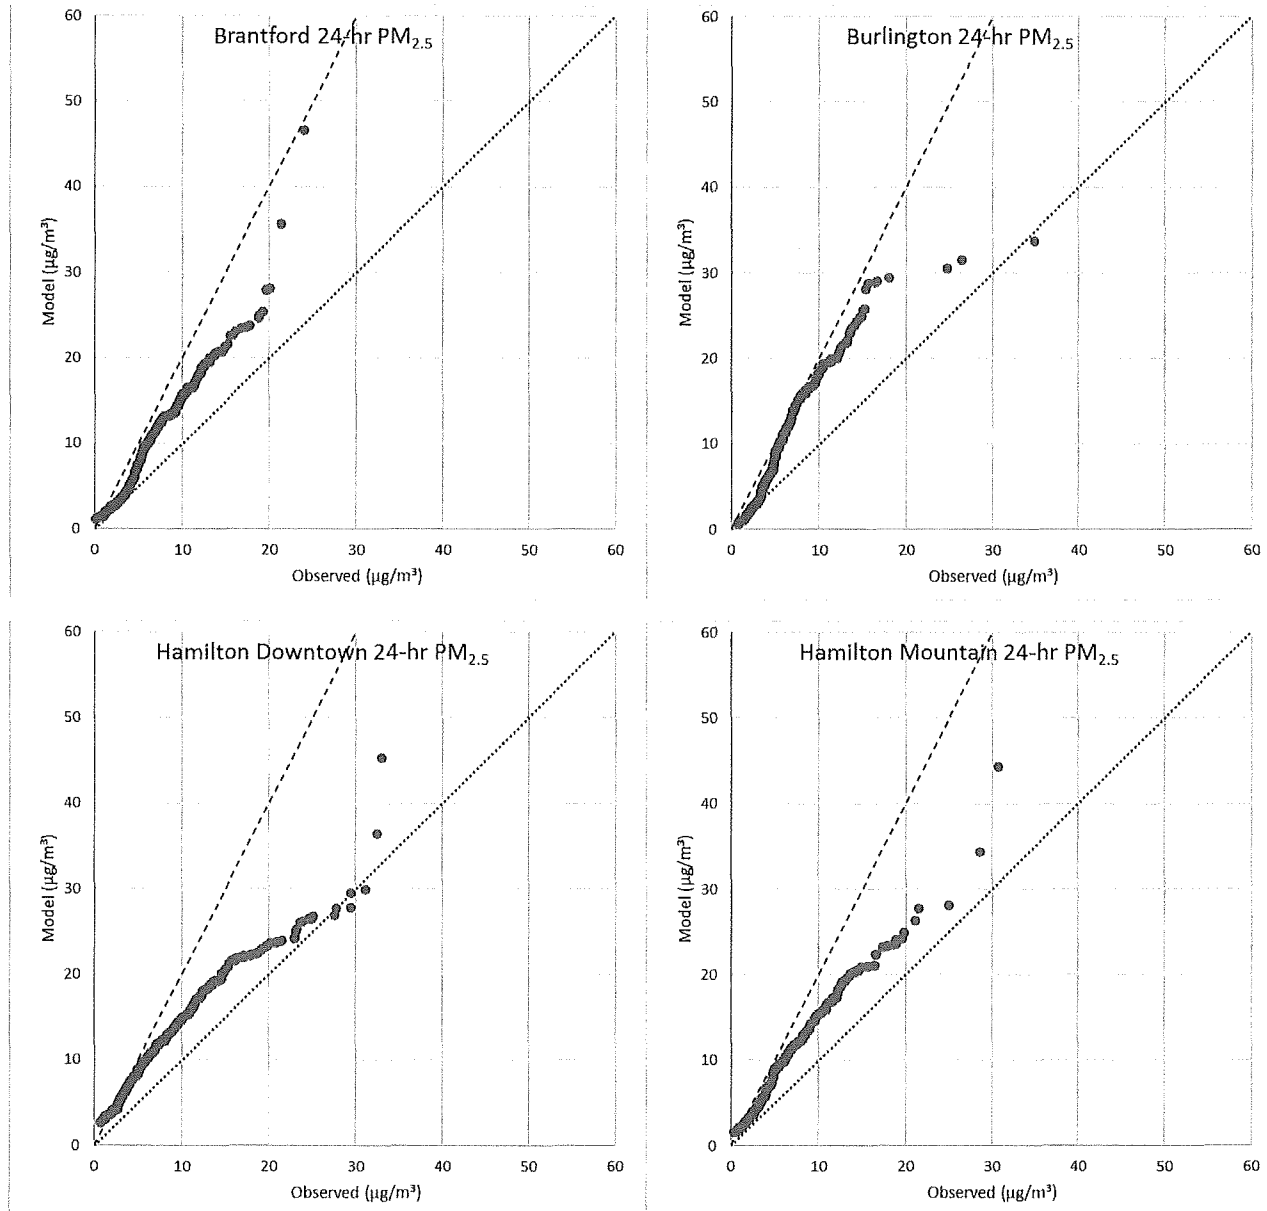 Brantford 24-hr PM2.5
60
50
40
30
20
10
0
Model (µg/m³)
0 10 20 30 40 50 60
Observed (µg/m³)
Burlington 24-hr PM2.5
60
50
40
30
20
10
0
Model (µg/m³)
0 10 20 30 40 50 60
Observed (µg/m³)
Hamilton Downtown 24-hr PM2.5
60
50
40
30
20
10
0
Model (µg/m³)
0 10 20 30 40 50 60
Observed (µg/m³)
Hamilton Mountain 24-hr PM2.5
60
50
40
30
20
10
0
Model (µg/m³)
0 10 20 30 40 50 60
Observed (µg/m³)